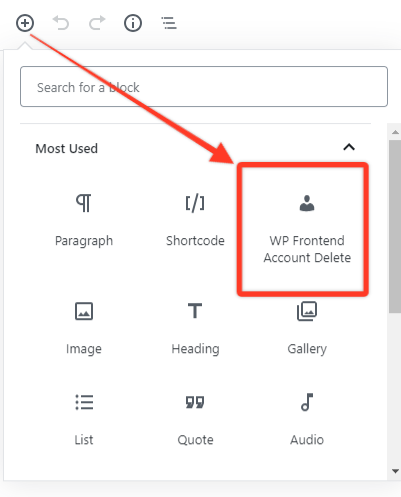 Search for a block
Most Used
Paragraph
Shortcode
WP Frontend
Account Delete
Image
Heading
Gallery
List
Quote
Audio